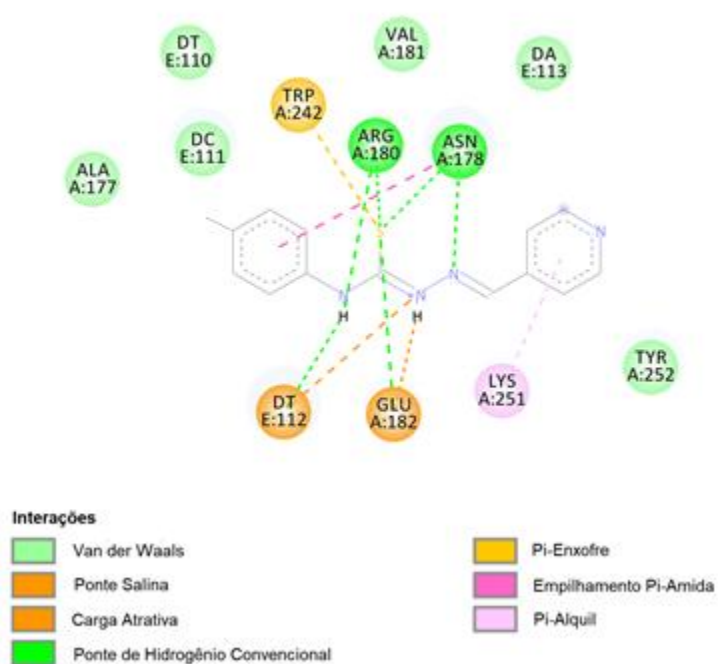 DT
E:110
VAL
A:181
DA
E:113
TRP
A:242
DC
E:111
ARG
A:180
ASN
A:178
ALA
A:177
S
N
N
N
N
H
H
DT
E:112
GLU
A:182
LYS
A:251
TYR
A:252
Interações
Van der Waals
Ponte Salina
Carga Atrativa
Ponte de Hidrogênio Convencional
Pi-Enxofre
Empilhamento Pi-Amida
Pi-Alquil